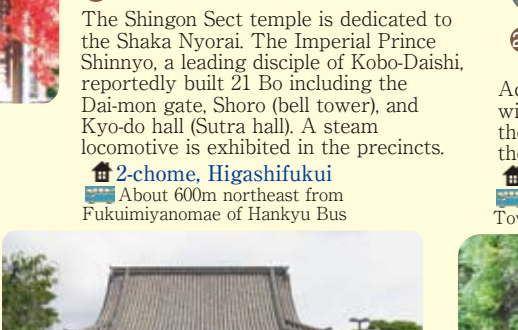 The Shingon Sect temple is dedicated to
the Shaka Nyorai. The Imperial Prince
Shinnyo, a leading disciple of Kobo-Daishi,
reportedly built 21 Bo including the
Dai-mon gate, Shoro (bell tower), and
Kyo-do hall (Sutra hall). A steam
locomotive is exhibited in the precincts.
2-chome, Higashifukui
About 600m northeast from
Fukuimiyanomae of Hankyu Bus